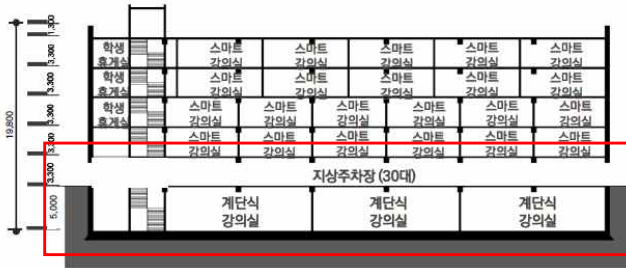 1,300
학생 스마트 스마트 스마트 스마트 스마트
휴게실 강의실 강의실 강의실 강의실 강의실
3,300
학생 스마트 스마트 스마트 스마트 스마트
휴게실 강의실 강의실 강의실 강의실 강의실
3,300
학생 스마트 스마트 스마트 스마트 스마트 스마트
휴게실 강의실 강의실 강의실 강의실 강의실 강의실
3,300
19,800
스마트 스마트 스마트 스마트 스마트 스마트
강의실 강의실 강의실 강의실 강의실 강의실
3,300
3,300
지상주차장 (30대)
5,000
계단식 계단식 계단식
강의실 강의실 강의실